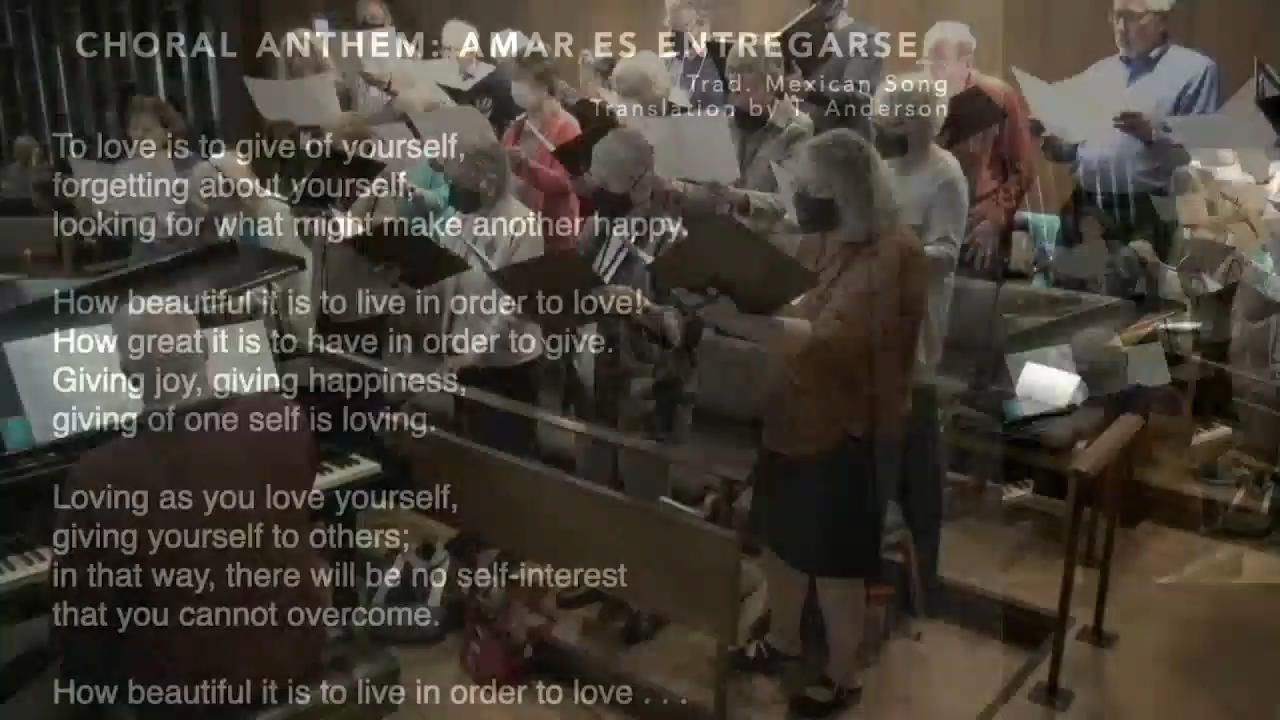 CHORAL ANTHEM: AMAR ES ENTREGARSE
Trad. Mexican Song
Translation by T. Anderson
To love is to give of yourself,
forgetting about yourself,
looking for what might make another happy.
How beautiful it is to live in order to love!
How great it is to have in order to give.
Giving joy, giving happiness,
giving of one self is loving.
Loving as you love yourself,
giving yourself to others;
in that way, there will be no self-interest
that you cannot overcome.
How beautiful it is to live in order to love . . .